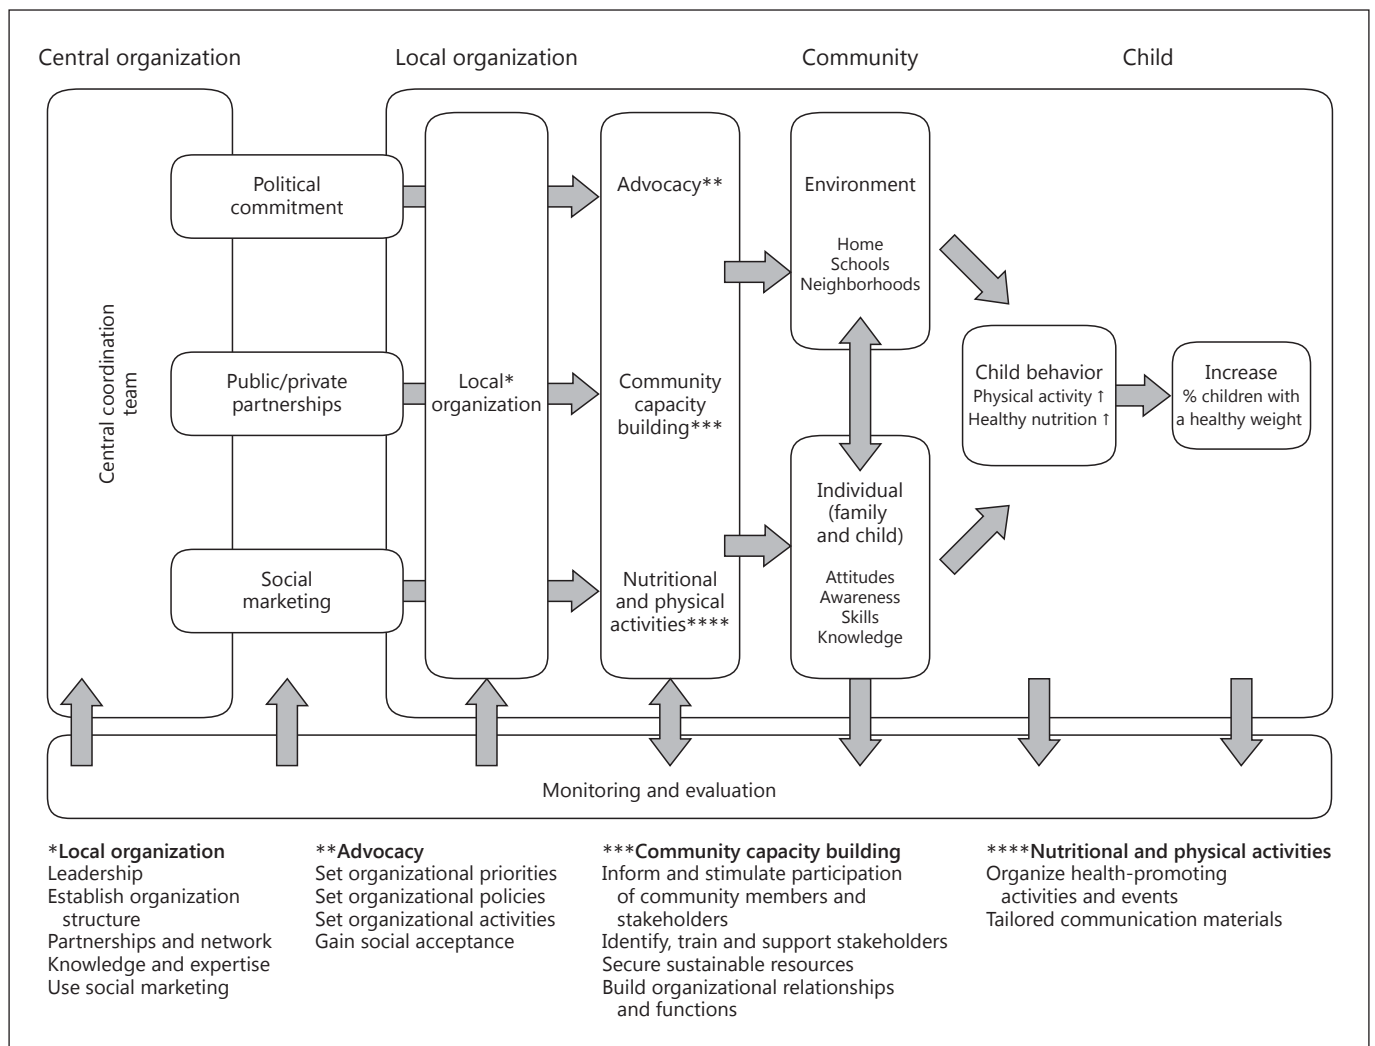 Central organization
Local organization
Community
Child
Central coordination
team
Political
commitment
Public/private
partnerships
Social
marketing
Local*
organization
Advocacy**
Community
capacity
building***
Nutritional
and physical
activities****
Environment
Home
Schools
Neighborhoods
Individual
(family
and child)
Attitudes
Awareness
Skills
Knowledge
Child behavior
Physical activity ↑
Healthy nutrition ↑
Increase
% children with
a healthy weight
Monitoring and evaluation
*Local organization
Leadership
Establish organization
structure
Partnerships and network
Knowledge and expertise
Use social marketing
**Advocacy
Set organizational priorities
Set organizational policies
Set organizational activities
Gain social acceptance
***Community capacity building
Inform and stimulate participation
of community members and
stakeholders
Identify, train and support stakeholders
Secure sustainable resources
Build organizational relationships
and functions
****Nutritional and physical activities
Organize health-promoting
activities and events
Tailored communication materials